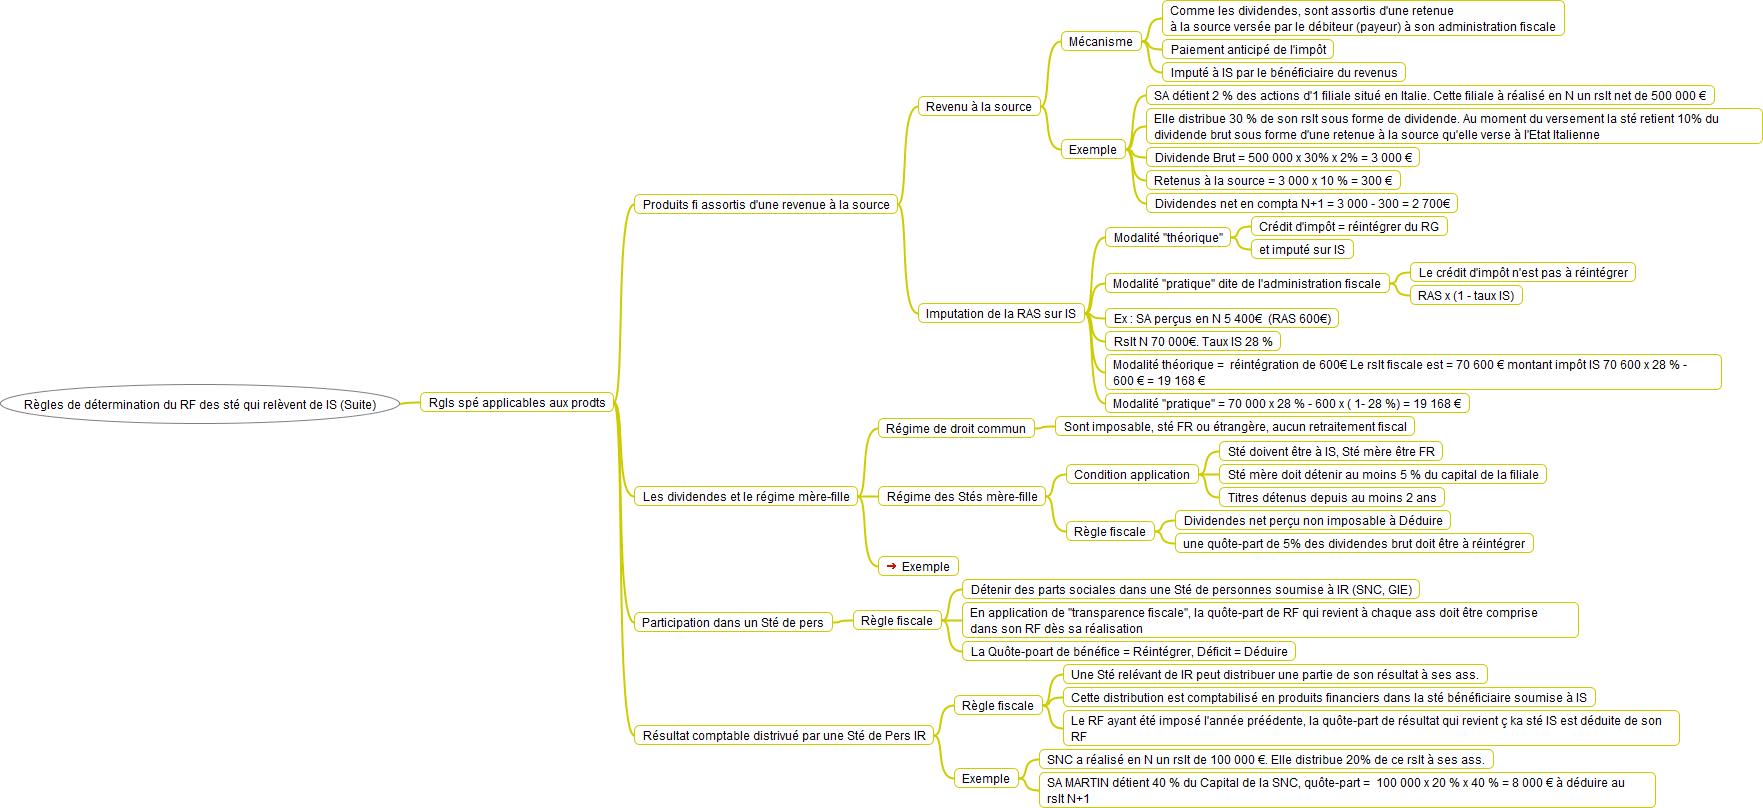 Règles de détermination du RF des sté qui relèvent de IS (Suite)
Rgls spé applicables aux prodts
Produits fi assortis d'une revenue à la source
Revenu à la source
Mécanisme
Comme les dividendes, sont assortis d'une retenue
à la source versée par le débiteur (payeur) à son administration fiscale
Paiement anticipé de l'impôt
Imputé à IS par le bénéficiaire du revenus
Exemple
SA détient 2 % des actions d'1 filiale situé en Italie. Cette filiale à réalisé en N un rslt net de 500 000 €
Elle distribue 30 % de son rslt sous forme de dividende. Au moment du versement la sté retient 10% du
dividende brut sous forme d'une retenue à la source qu'elle verse à l'Etat Italienne
Dividende Brut = 500 000 x 30% x 2% = 3 000 €
Retenus à la source = 3 000 x 10 % = 300 €
Dividendes net en compta N+1 = 3 000 - 300 = 2 700€
Imputation de la RAS sur IS
Modalité "théorique"
Crédit d'impôt = réintégrer du RG
et imputé sur IS
Modalité "pratique" dite de l'administration fiscale
Le crédit d'impôt n'est pas à réintégrer
RAS x (1 - taux IS)
Ex : SA perçus en N 5 400€ (RAS 600€)
Rslt N 70 000€. Taux IS 28 %
Modalité théorique = réintégration de 600€ Le rslt fiscale est = 70 600 € montant impôt IS 70 600 x 28 % -
600 € = 19 168 €
Modalité "pratique" = 70 000 x 28 % - 600 x ( 1- 28 %) = 19 168 €
Les dividendes et le régime mère-fille
Régime de droit commun
Sont imposable, sté FR ou étrangère, aucun retraitement fiscal
Régime des Stés mère-fille
Condition application
Sté doivent être à IS, Sté mère être FR
Sté mère doit détenir au moins 5 % du capital de la filiale
Titres détenus depuis au moins 2 ans
Règle fiscale
Dividendes net perçu non imposable à Déduire
une quôte-part de 5% des dividendes brut doit être à réintégrer
Exemple
Participation dans un Sté de pers
Règle fiscale
Détenir des parts sociales dans une Sté de personnes soumise à IR (SNC, GIE)
En application de "transparence fiscale", la quôte-part de RF qui revient à chaque ass doit être comprise
dans son RF dès sa réalisation
La Quôte-poart de bénéfice = Réintégrer, Déficit = Déduire
Résultat comptable distrivué par une Sté de Pers IR
Règle fiscale
Une Sté relévant de IR peut distribuer une partie de son résultat à ses ass.
Cette distribution est comptabilisé en produits financiers dans la sté bénéficiaire soumise à IS
Le RF ayant été imposé l'année préédente, la quôte-part de résultat qui revient ç ka sté IS est déduite de son
RF
Exemple
SNC a réalisé en N un rslt de 100 000 €. Elle distribue 20% de ce rslt à ses ass.
SA MARTIN détient 40 % du Capital de la SNC, quôte-part = 100 000 x 20 % x 40 % = 8 000 € à déduire au
rslt N+1